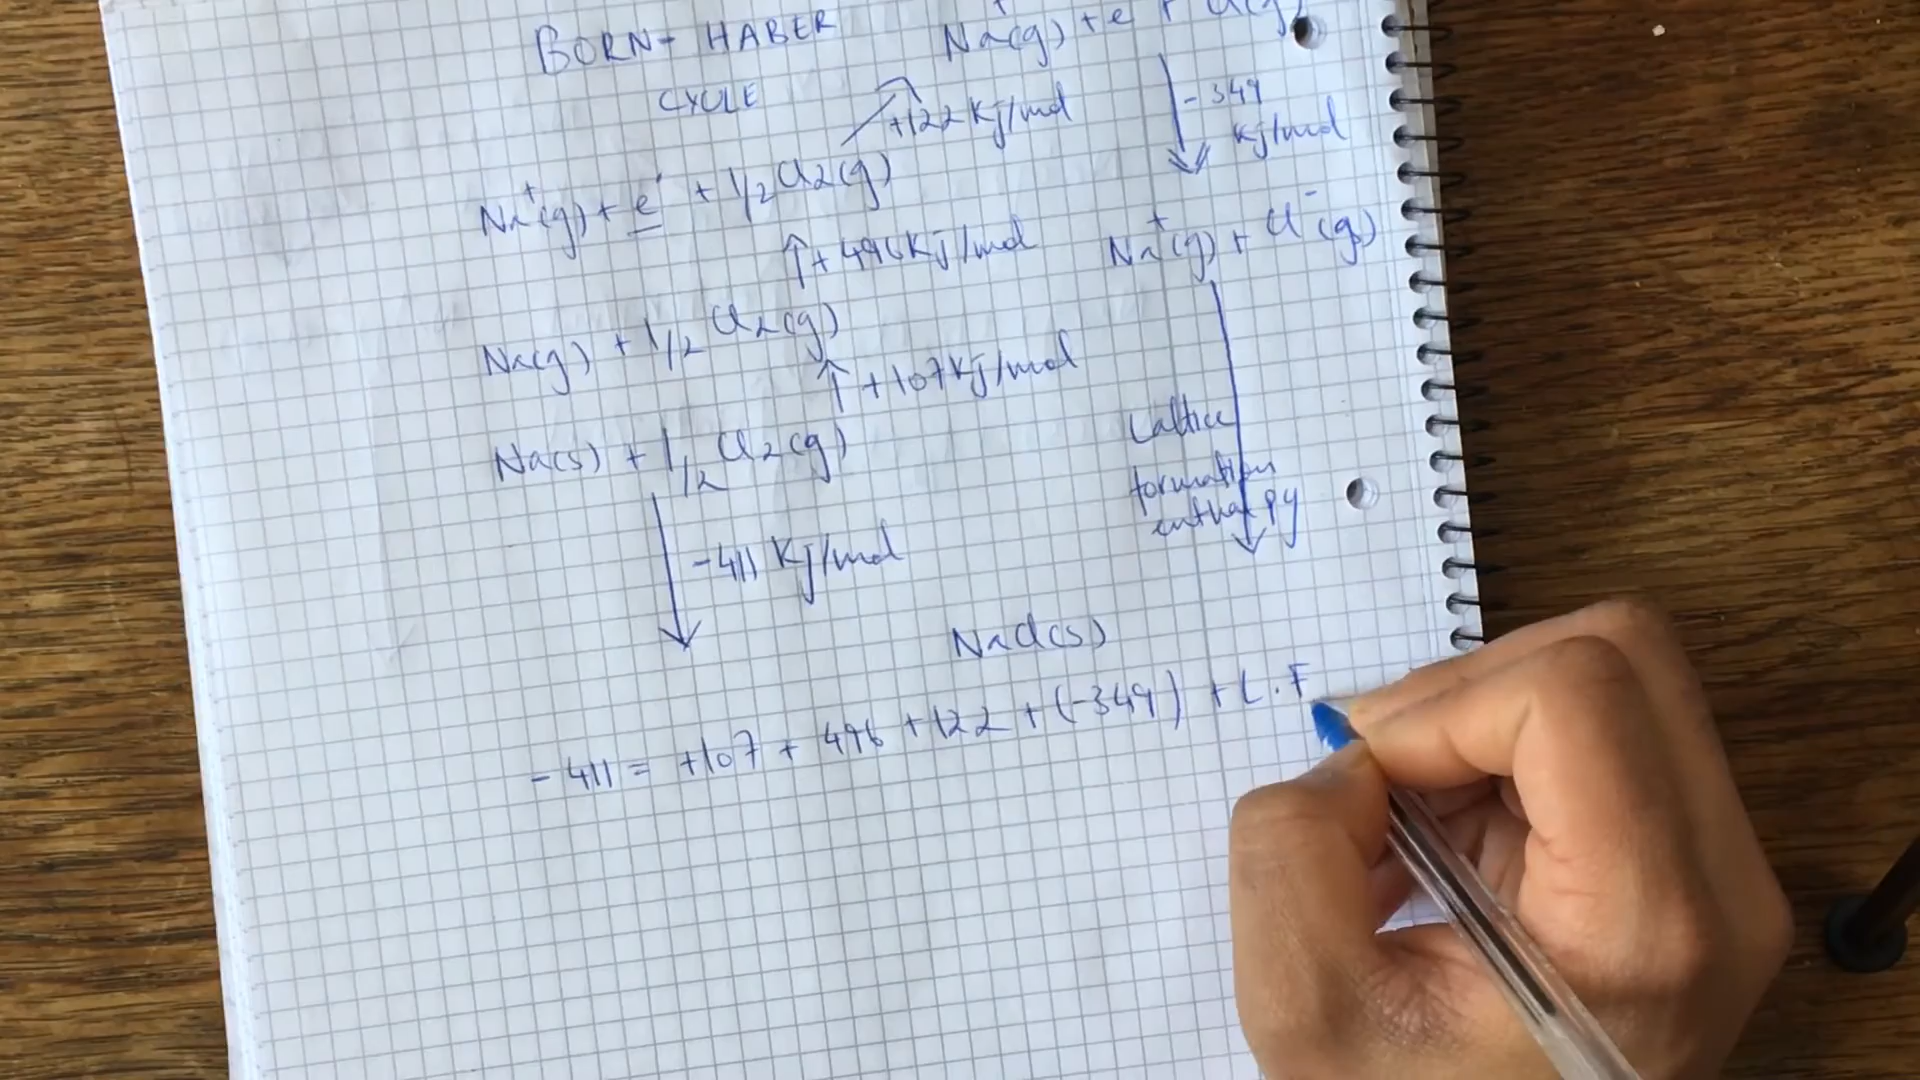 BORN- HABER
CYCLE
Na⁺(g) + e + Cl(g)
+122 KJ/mol
-349
KJ/mol
Na⁺(g) + e⁻ + 1/2 Cl2(g)
+ 496 KJ/mol
Na⁺(g) + Cl⁻(g)
Na(g) + 1/2 Cl2(g)
+107 KJ/mol
Na(s) + 1/2 Cl2(g)
Lattice
formation
enthalpy
-411 KJ/mol
NaCl(s)
- 411 = +107 + 496 + 122 + (-349) + L.F